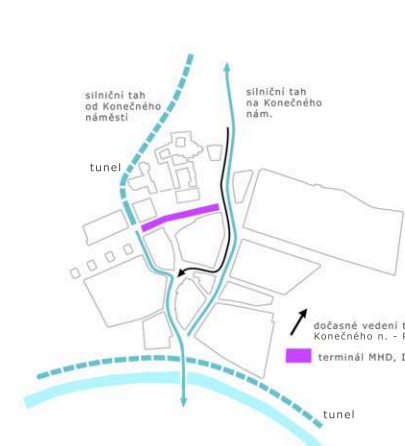 silniční tah
od Konečného
náměstí
silniční tah
na Konečného
nám.
tunel
dočasné vedení
Konečného n. -
terminál MHD,
tunel